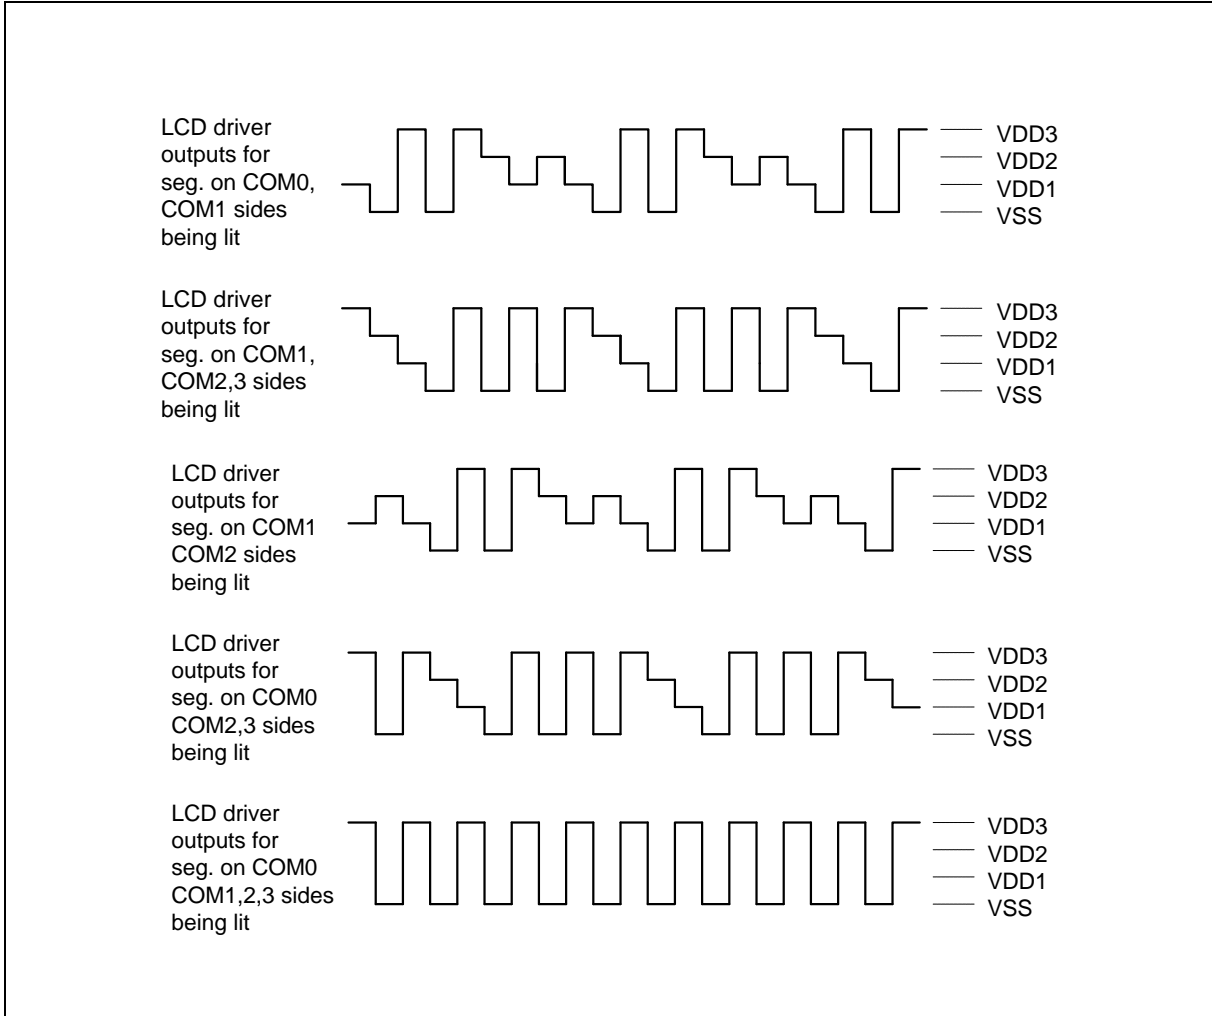 LCD driver
outputs for
seg. on COM0,
COM1 sides
being lit
VDD3
VDD2
VDD1
VSS
LCD driver
outputs for
seg. on COM1,
COM2,3 sides
being lit
VDD3
VDD2
VDD1
VSS
LCD driver
outputs for
seg. on COM1
COM2 sides
being lit
VDD3
VDD2
VDD1
VSS
LCD driver
outputs for
seg. on COM0
COM2,3 sides
being lit
VDD3
VDD2
VDD1
VSS
LCD driver
outputs for
seg. on COM0
COM1,2,3 sides
being lit
VDD3
VDD2
VDD1
VSS